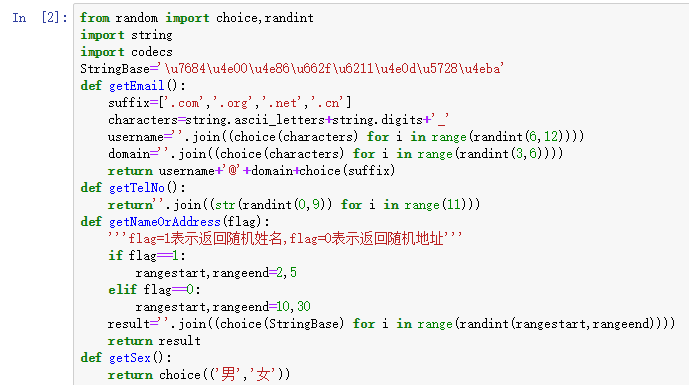 In [2]: from random import choice,randint
import string
import codecs
StringBase='\u7684\u4e00\u4e86\u662f\u6211\u4e0d\u5728\u4eba'
def getEmail():
    suffix=['.com','.org','.net','.cn']
    characters=string.ascii_letters+string.digits+'_'
    username=''.join((choice(characters) for i in range(randint(6,12))))
    domain=''.join((choice(characters) for i in range(randint(3,6))))
    return username+'@'+domain+choice(suffix)
def getTelNo():
    return''.join((str(randint(0,9)) for i in range(11)))
def getNameOrAddress(flag):
    '''flag=1表示返回随机姓名,flag=0表示返回随机地址'''
    if flag==1:
        rangestart,rangeend=2,5
    elif flag==0:
        rangestart,rangeend=10,30
    result=''.join((choice(StringBase) for i in range(randint(rangestart,rangeend))))
    return result
def getSex():
    return choice(('男','女'))